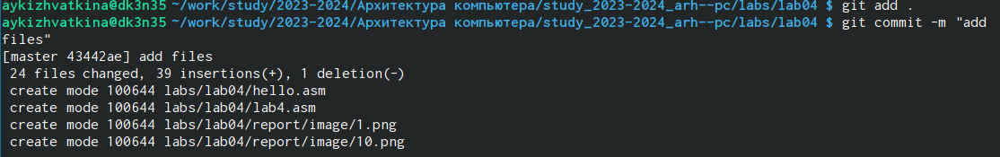 aykizhvatkina@dk3n35 ~/work/study/2023-2024/Архитектура компьютера/study_2023-2024_arh--pc/labs/lab04 $ git add .
aykizhvatkina@dk3n35 ~/work/study/2023-2024/Архитектура компьютера/study_2023-2024_arh--pc/labs/lab04 $ git commit -m "add
files"
[master 43442ae] add files
 24 files changed, 39 insertions(+), 1 deletion(-)
 create mode 100644 labs/lab04/hello.asm
 create mode 100644 labs/lab04/lab4.asm
 create mode 100644 labs/lab04/report/image/1.png
 create mode 100644 labs/lab04/report/image/10.png